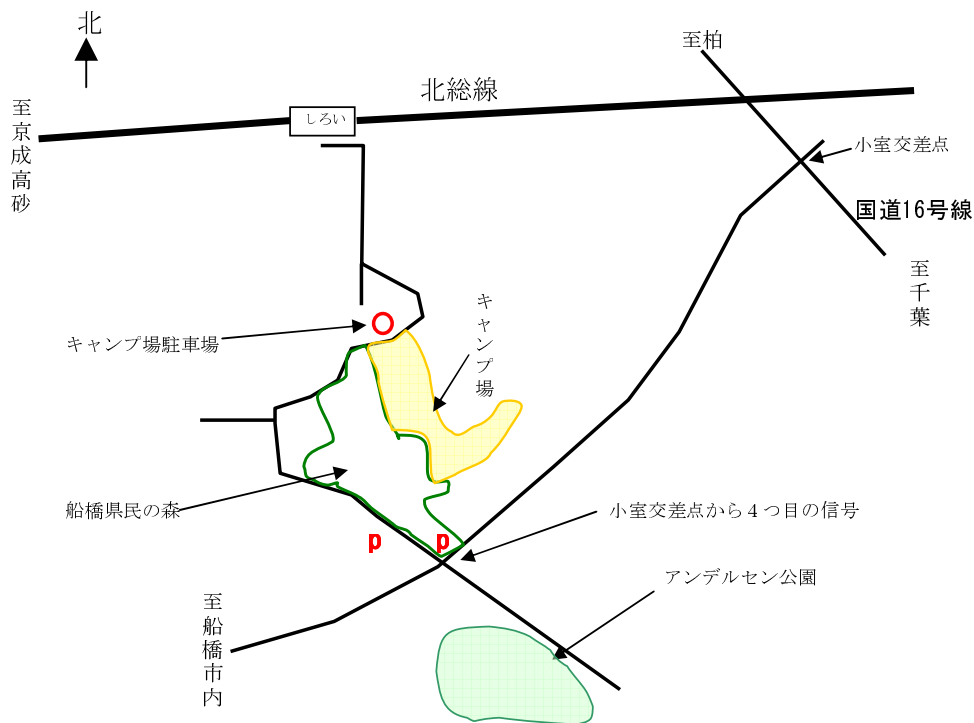 北
至柏
北総線
しろい
至京成高砂
小室交差点
国道16号線
至千葉
キャンプ場
キャンプ場駐車場
船橋県民の森
小室交差点から４つ目の信号
p
p
アンデルセン公園
至船橋市内